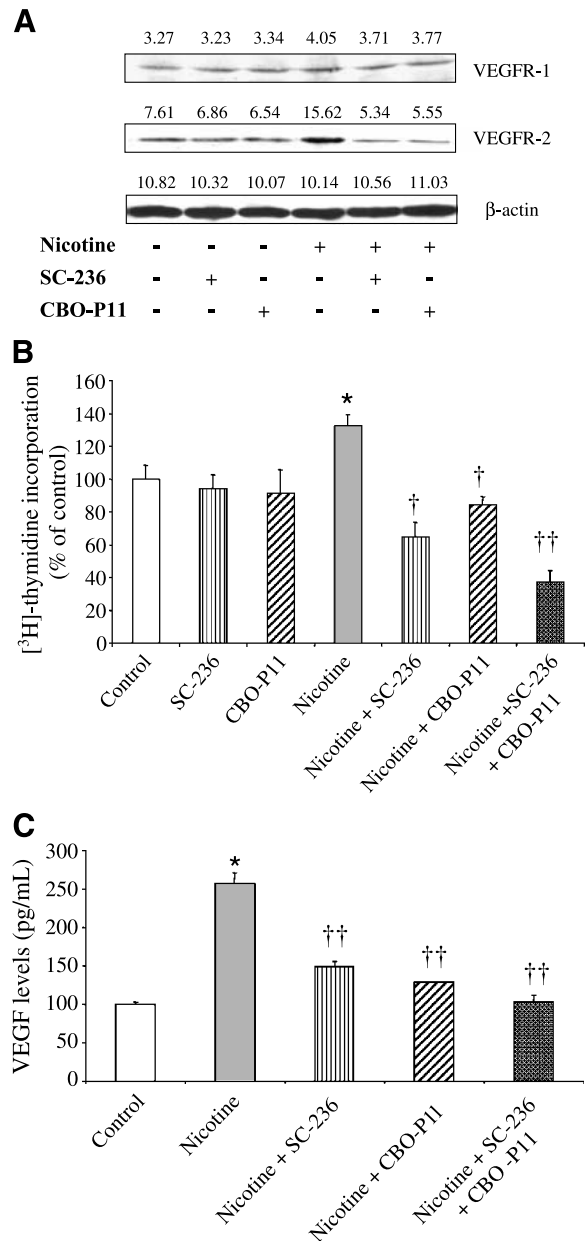 A
3.27 3.23 3.34 4.05 3.71 3.77
VEGFR-1
7.61 6.86 6.54 15.62 5.34 5.55
VEGFR-2
10.82 10.32 10.07 10.14 10.56 11.03
β-actin
Nicotine - - - + + +
SC-236 - + - - + -
CBO-P11 - - + - - +
B
[³H]-thymidine incorporation
(% of control)
160
140
120
100
80
60
40
20
0
*
†
†
††
Control
SC-236
CBO-P11
Nicotine
Nicotine + SC-236
Nicotine + CBO-P11
Nicotine +SC-236
+ CBO-P11
C
VEGF levels (pg/mL)
300
250
200
150
100
50
0
*
††
††
††
Control
Nicotine
Nicotine + SC-236
Nicotine + CBO-P11
Nicotine + SC-236
+ CBO -P11